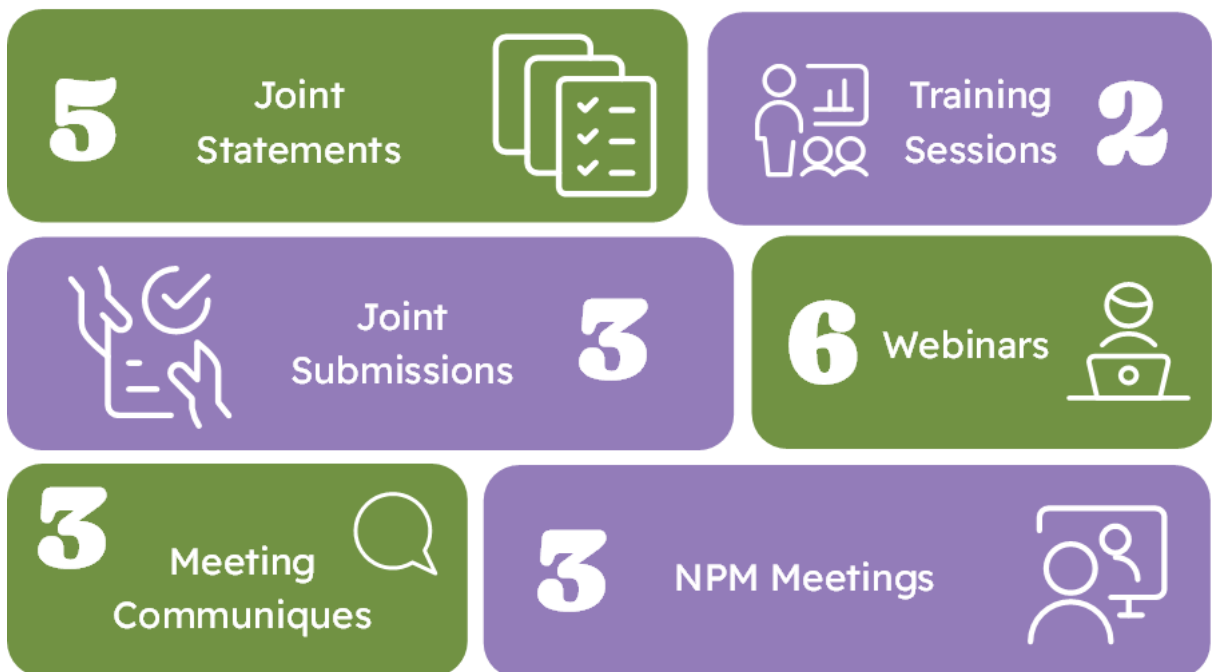 5
Joint
Statements
Training
Sessions
2
Joint
Submissions
3
6
Webinars
3
Meeting
Communiques
3
NPM Meetings